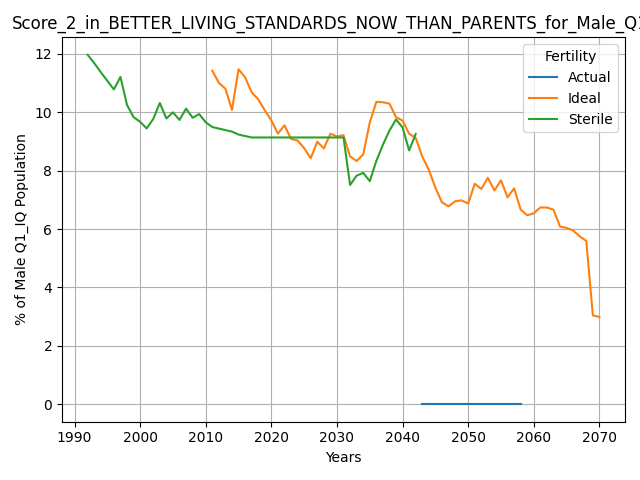 Score_2_in_BETTER_LIVING_STANDARDS_NOW_THAN_PARENTS_for_Male_Q1
Fertility
Actual
Ideal
Sterile
% of Male Q1_IQ Population
12
10
8
6
4
2
0
1990 2000 2010 2020 2030 2040 2050 2060 2070
Years